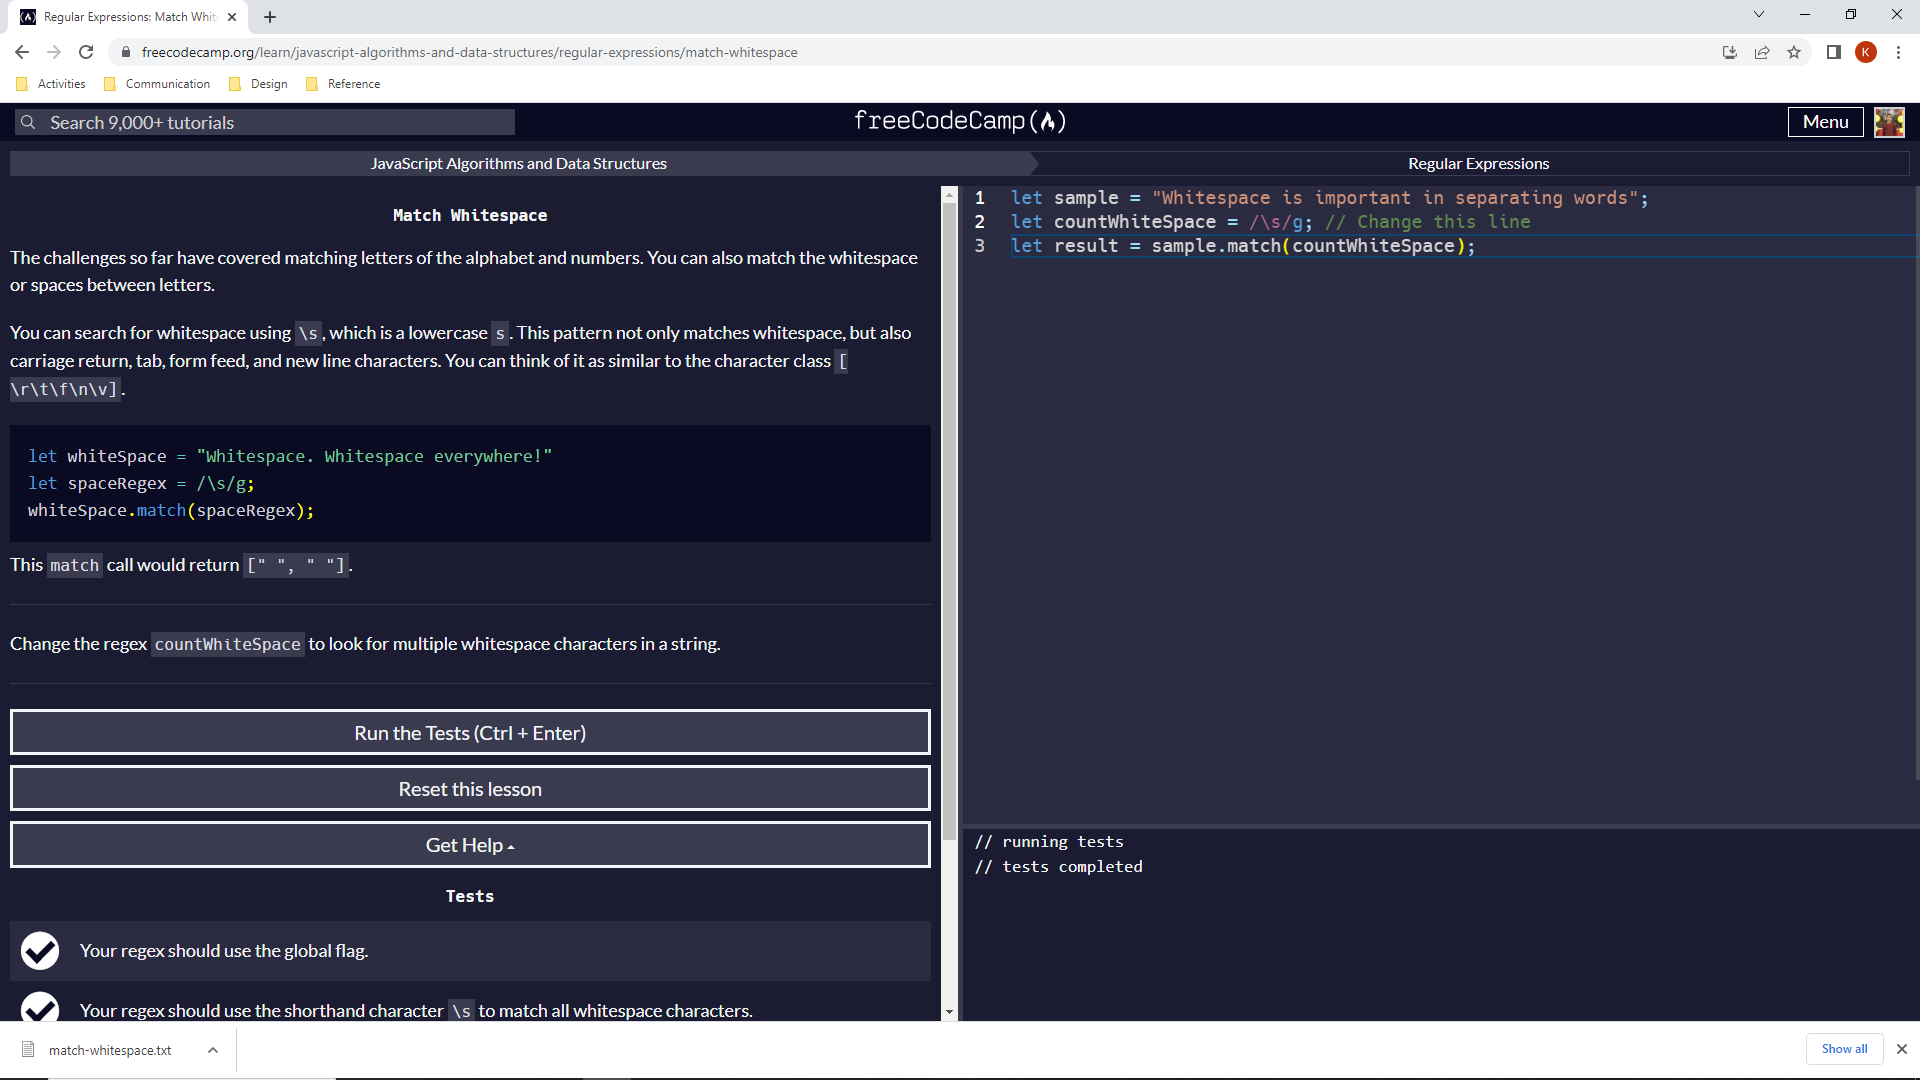 Regular Expressions: Match Whit
freecodecamp.org/learn/javascript-algorithms-and-data-structures/regular-expressions/match-whitespace
K
Activities
Communication
Design
Reference
Search 9,000+ tutorials
freeCodeCamp
Menu
JavaScript Algorithms and Data Structures
Regular Expressions
Match Whitespace
The challenges so far have covered matching letters of the alphabet and numbers. You can also match the whitespace
or spaces between letters.
You can search for whitespace using \s, which is a lowercase s. This pattern not only matches whitespace, but also
carriage return, tab, form feed, and new line characters. You can think of it as similar to the character class [
\r\t\f\n\v].
let whiteSpace = "Whitespace. Whitespace everywhere!"
let spaceRegex = /\s/g;
whiteSpace.match(spaceRegex);
This match call would return [" ", " "].
Change the regex countWhiteSpace to look for multiple whitespace characters in a string.
Run the Tests (Ctrl + Enter)
Reset this lesson
Get Help
Tests
Your regex should use the global flag.
Your regex should use the shorthand character \s to match all whitespace characters.
1 let sample = "Whitespace is important in separating words";
2 let countWhiteSpace = /\s/g; // Change this line
3 let result = sample.match(countWhiteSpace);
// running tests
// tests completed
match-whitespace.txt
Show all